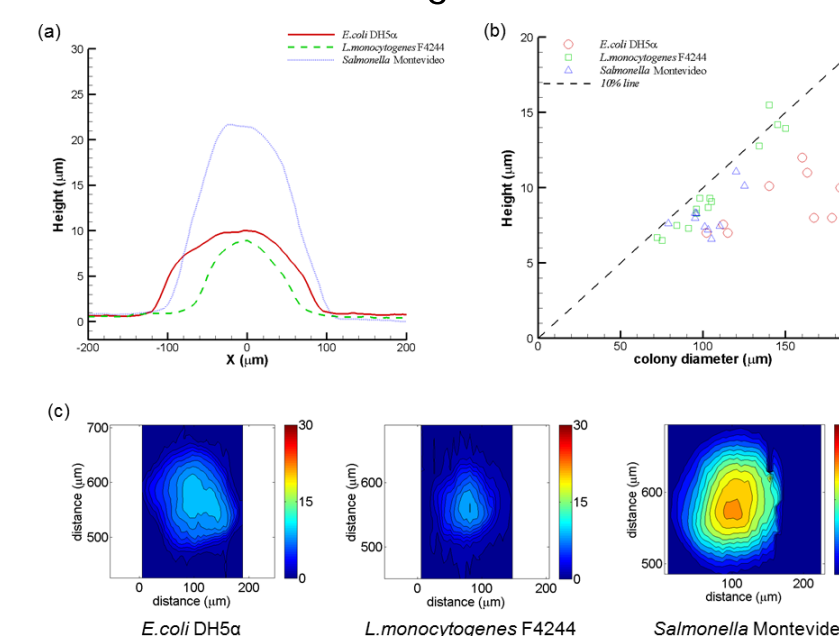 (a)
E.coli DH5α
L.monocytogenes F4244
Salmonella Montevideo
30
25
20
15
10
5
0
Height (μm)
-200 -100 0 100 200
X (μm)
(b)
E.coli DH5α
L.monocytogenes F4244
Salmonella Montevideo
10% line
20
15
10
5
0
Height (μm)
0 50 100 150
colony diameter (μm)
(c)
700
600
500
distance (μm)
0 100 200
distance (μm)
30
15
0
E.coli DH5α
600
500
distance (μm)
0 100 200
distance (μm)
30
15
0
L.monocytogenes F4244
600
500
distance (μm)
100 200
distance (μm)
Salmonella Montevide